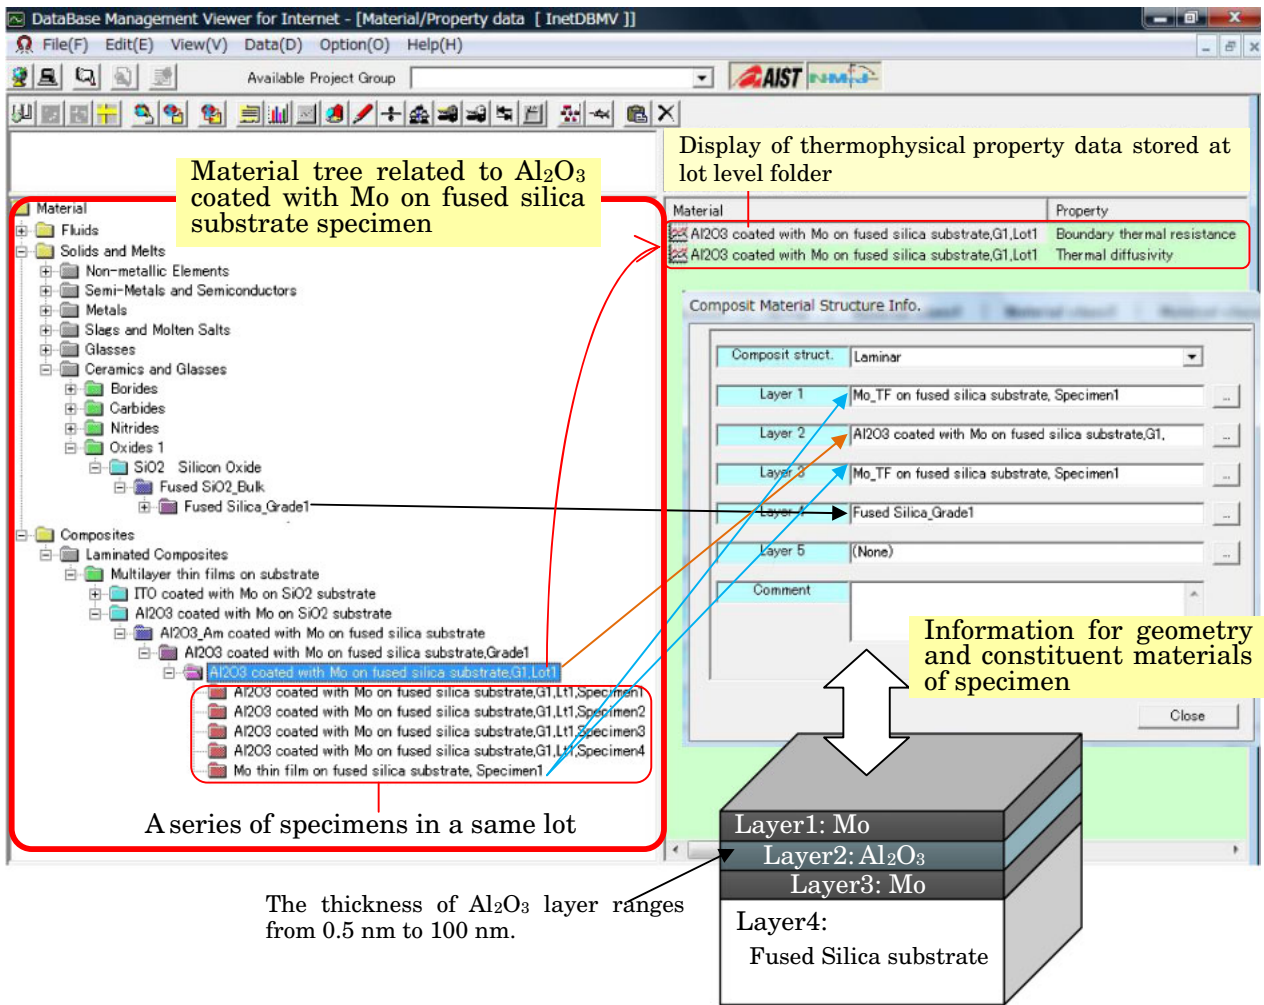 DataBase Management Viewer for Internet - [Material/Property data [ InetDBMV ]]
File(F) Edit(E) View(V) Data(D) Option(O) Help(H)
Available Project Group
AIST NMIJ
Material tree related to Al2O3
coated with Mo on fused silica
substrate specimen
Display of thermophysical property data stored at
lot level folder
Material
Fluids
Solids and Melts
Non-metallic Elements
Semi-Metals and Semiconductors
Metals
Slags and Molten Salts
Glasses
Ceramics and Glasses
Borides
Carbides
Nitrides
Oxides 1
SiO2 Silicon Oxide
Fused SiO2_Bulk
Fused Silica_Grade1
Composites
Laminated Composites
Multilayer thin films on substrate
ITO coated with Mo on SiO2 substrate
Al2O3 coated with Mo on SiO2 substrate
Al2O3_Am coated with Mo on fused silica substrate
Al2O3 coated with Mo on fused silica substrate,Grade1
Al2O3 coated with Mo on fused silica substrate,G1,Lot1
Al2O3 coated with Mo on fused silica substrate,G1,Lt1,Specimen1
Al2O3 coated with Mo on fused silica substrate,G1,Lt1,Specimen2
Al2O3 coated with Mo on fused silica substrate,G1,Lt1,Specimen3
Al2O3 coated with Mo on fused silica substrate,G1,Lt1,Specimen4
Mo thin film on fused silica substrate, Specimen1
A series of specimens in a same lot
Material Property
Al2O3 coated with Mo on fused silica substrate,G1,Lot1 Boundary thermal resistance
Al2O3 coated with Mo on fused silica substrate,G1,Lot1 Thermal diffusivity
Composit Material Structure Info.
Composit struct. Laminar
Layer 1 Mo_TF on fused silica substrate, Specimen1 ...
Layer 2 Al2O3 coated with Mo on fused silica substrate,G1, ...
Layer 3 Mo_TF on fused silica substrate, Specimen1 ...
Layer 4 Fused Silica_Grade1 ...
Layer 5 (None) ...
Comment
Information for geometry
and constituent materials
of specimen
Close
Layer1: Mo
Layer2: Al2O3
Layer3: Mo
Layer4:
Fused Silica substrate
The thickness of Al2O3 layer ranges
from 0.5 nm to 100 nm.